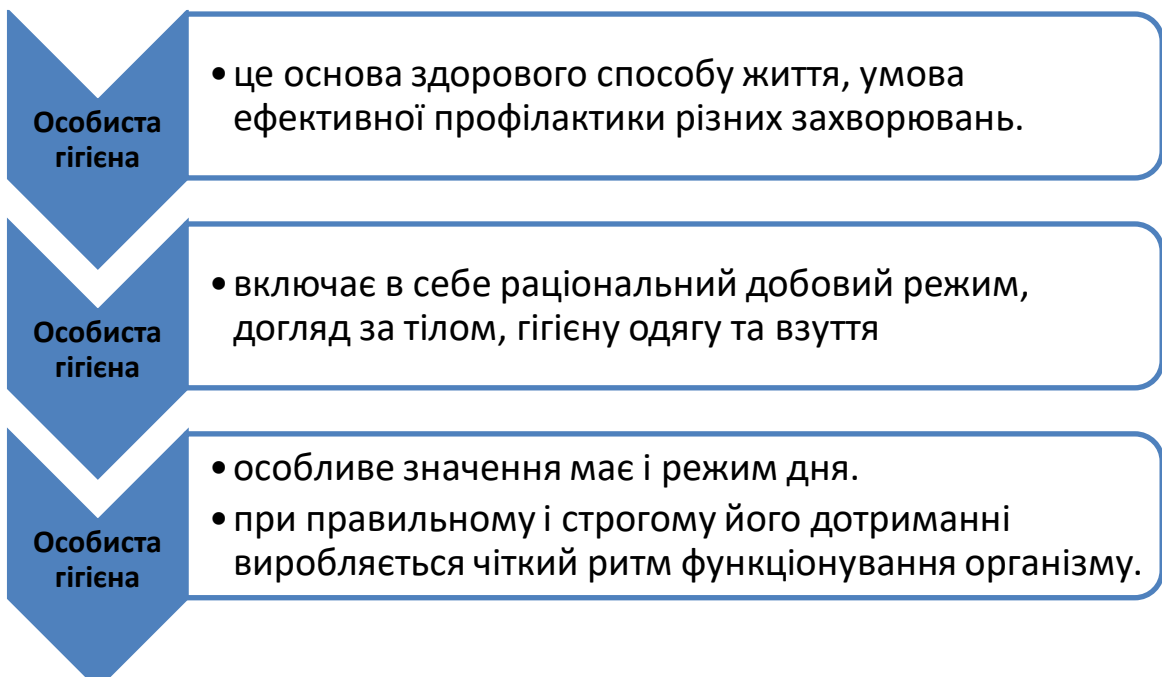 Особиста
гігієна
•це основа здорового способу життя, умова
ефективної профілактики різних захворювань.
Особиста
гігієна
•включає в себе раціональний добовий режим,
догляд за тілом, гігієну одягу та взуття
Особиста
гігієна
•особливе значення має і режим дня.
•при правильному і строгому його дотриманні
виробляється чіткий ритм функціонування організму.